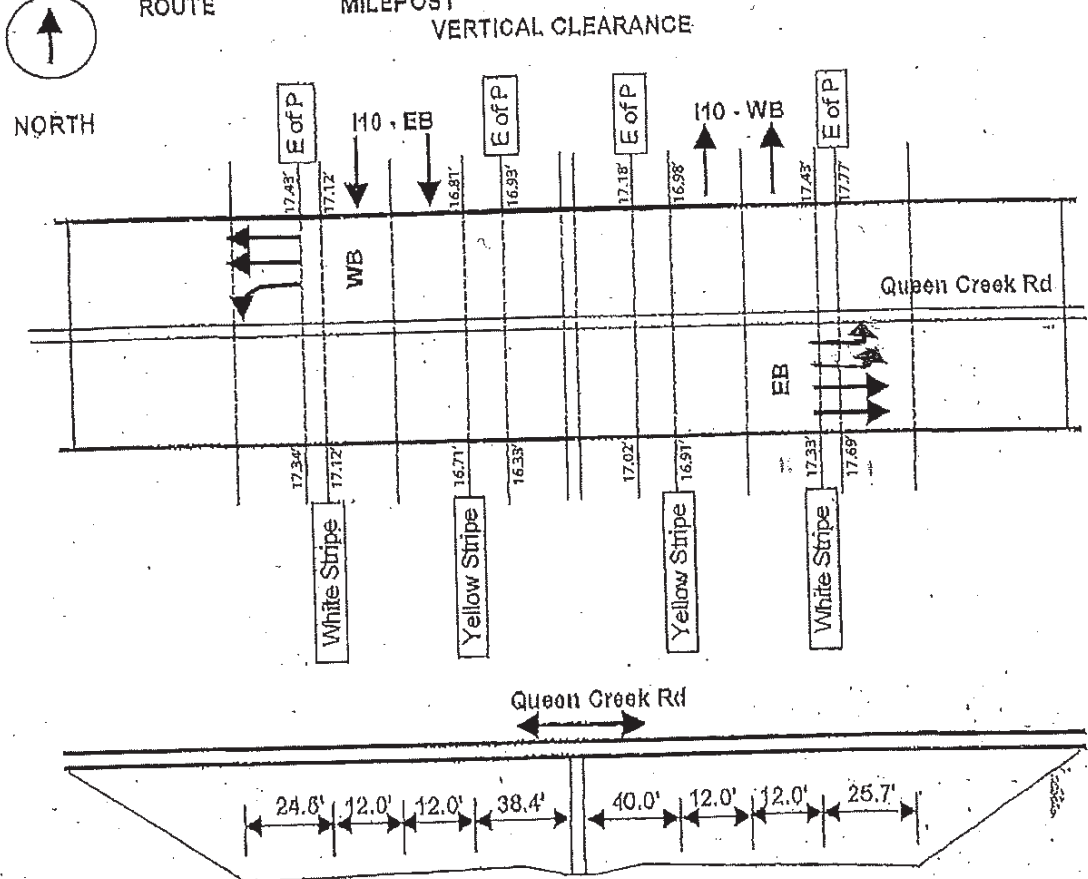 ROUTE MILEPOST
VERTICAL CLEARANCE
NORTH
E of P
I10 - EB
E of P
E of P
I10 - WB
E of P
17.43' 17.12' 16.81' 16.93' 17.18' 16.98' 17.43' 17.77'
WB
Queen Creek Rd
EB
17.34' 17.12' 16.71' 16.33' 17.02' 16.91' 17.33' 17.69'
White Stripe
Yellow Stripe
Yellow Stripe
White Stripe
Queen Creek Rd
24.8' 12.0' 12.0' 38.4' 40.0' 12.0' 12.0' 25.7'